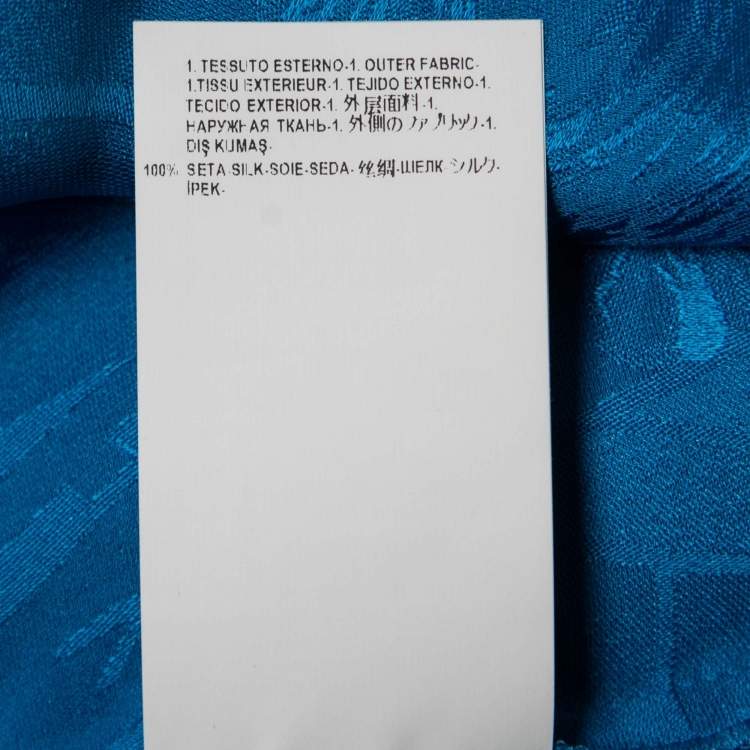 1. TESSUTO ESTERNO-1. OUTER FABRIC-
1.TISSU EXTERIEUR-1. TEJIDO EXTERNO-1.
TECIDO EXTERIOR-1. 外层面料-1.
НАРУЖНАЯ ТКАНЬ-1. 外側のファブリック-1.
DIŞ KUMAŞ-
100% SETA-SILK-SOIE-SEDA-丝绸-ШЕЛК-シルク-
İPEK-